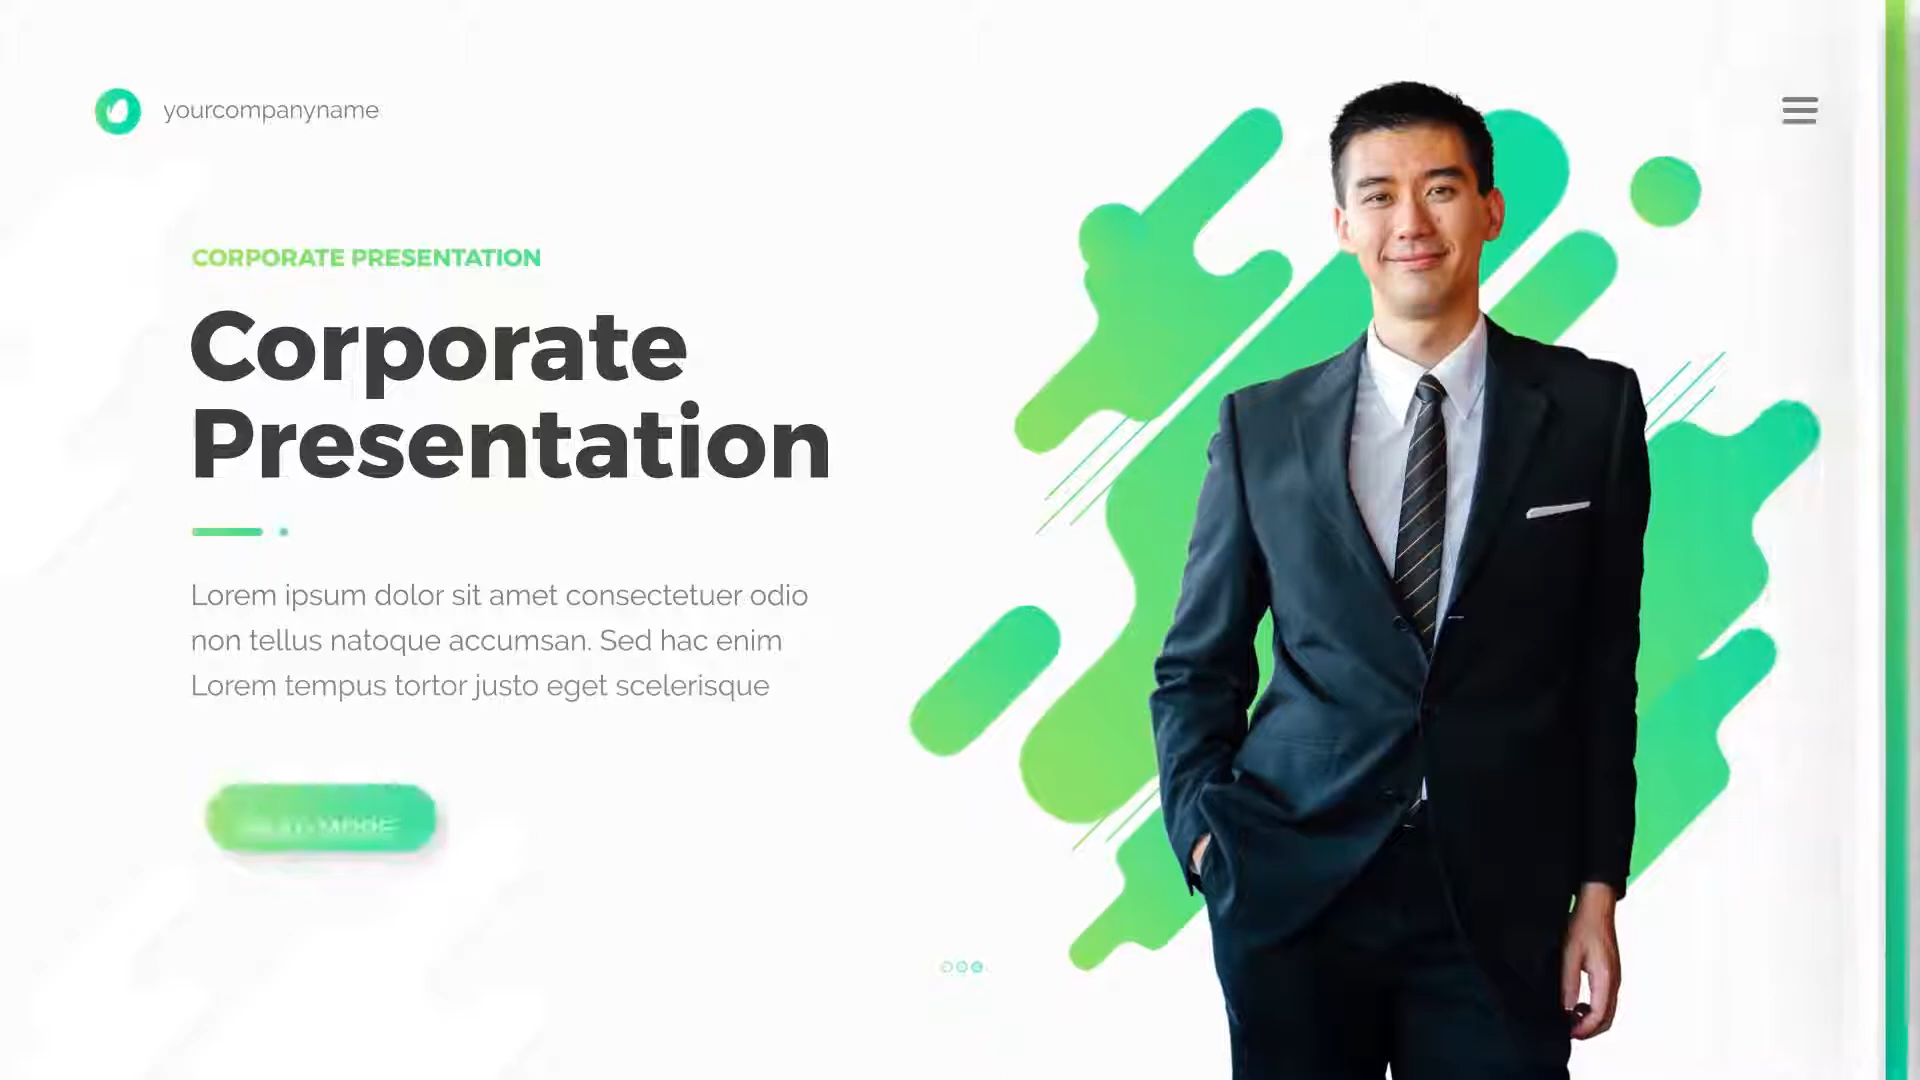 yourcompanyname
CORPORATE PRESENTATION
Corporate
Presentation
Lorem ipsum dolor sit amet consectetuer odio
non tellus natoque accumsan. Sed hac enim
Lorem tempus tortor justo eget scelerisque